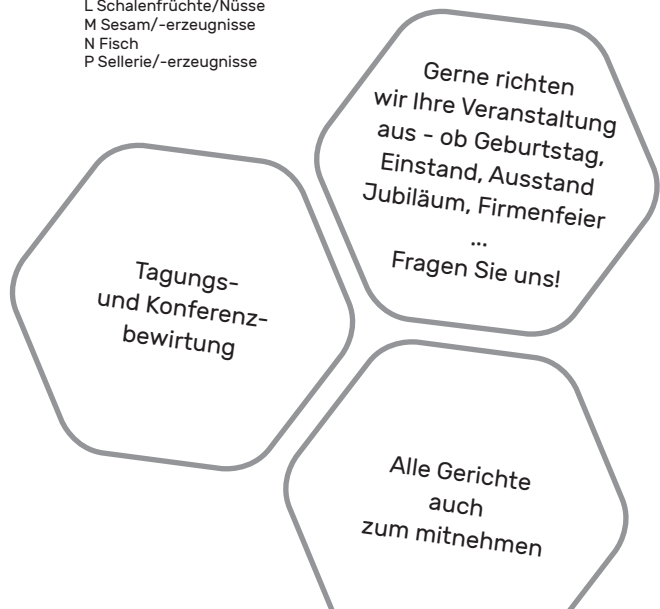 L Schalenfrüchte/Nüsse
M Sesam/-erzeugnisse
N Fisch
P Sellerie/-erzeugnisse
Gerne richten
wir Ihre Veranstaltung
aus - ob Geburtstag,
Einstand, Ausstand
Jubiläum, Firmenfeier
...
Fragen Sie uns!
Tagungs-
und Konferenz-
bewirtung
Alle Gerichte
auch
zum mitnehmen